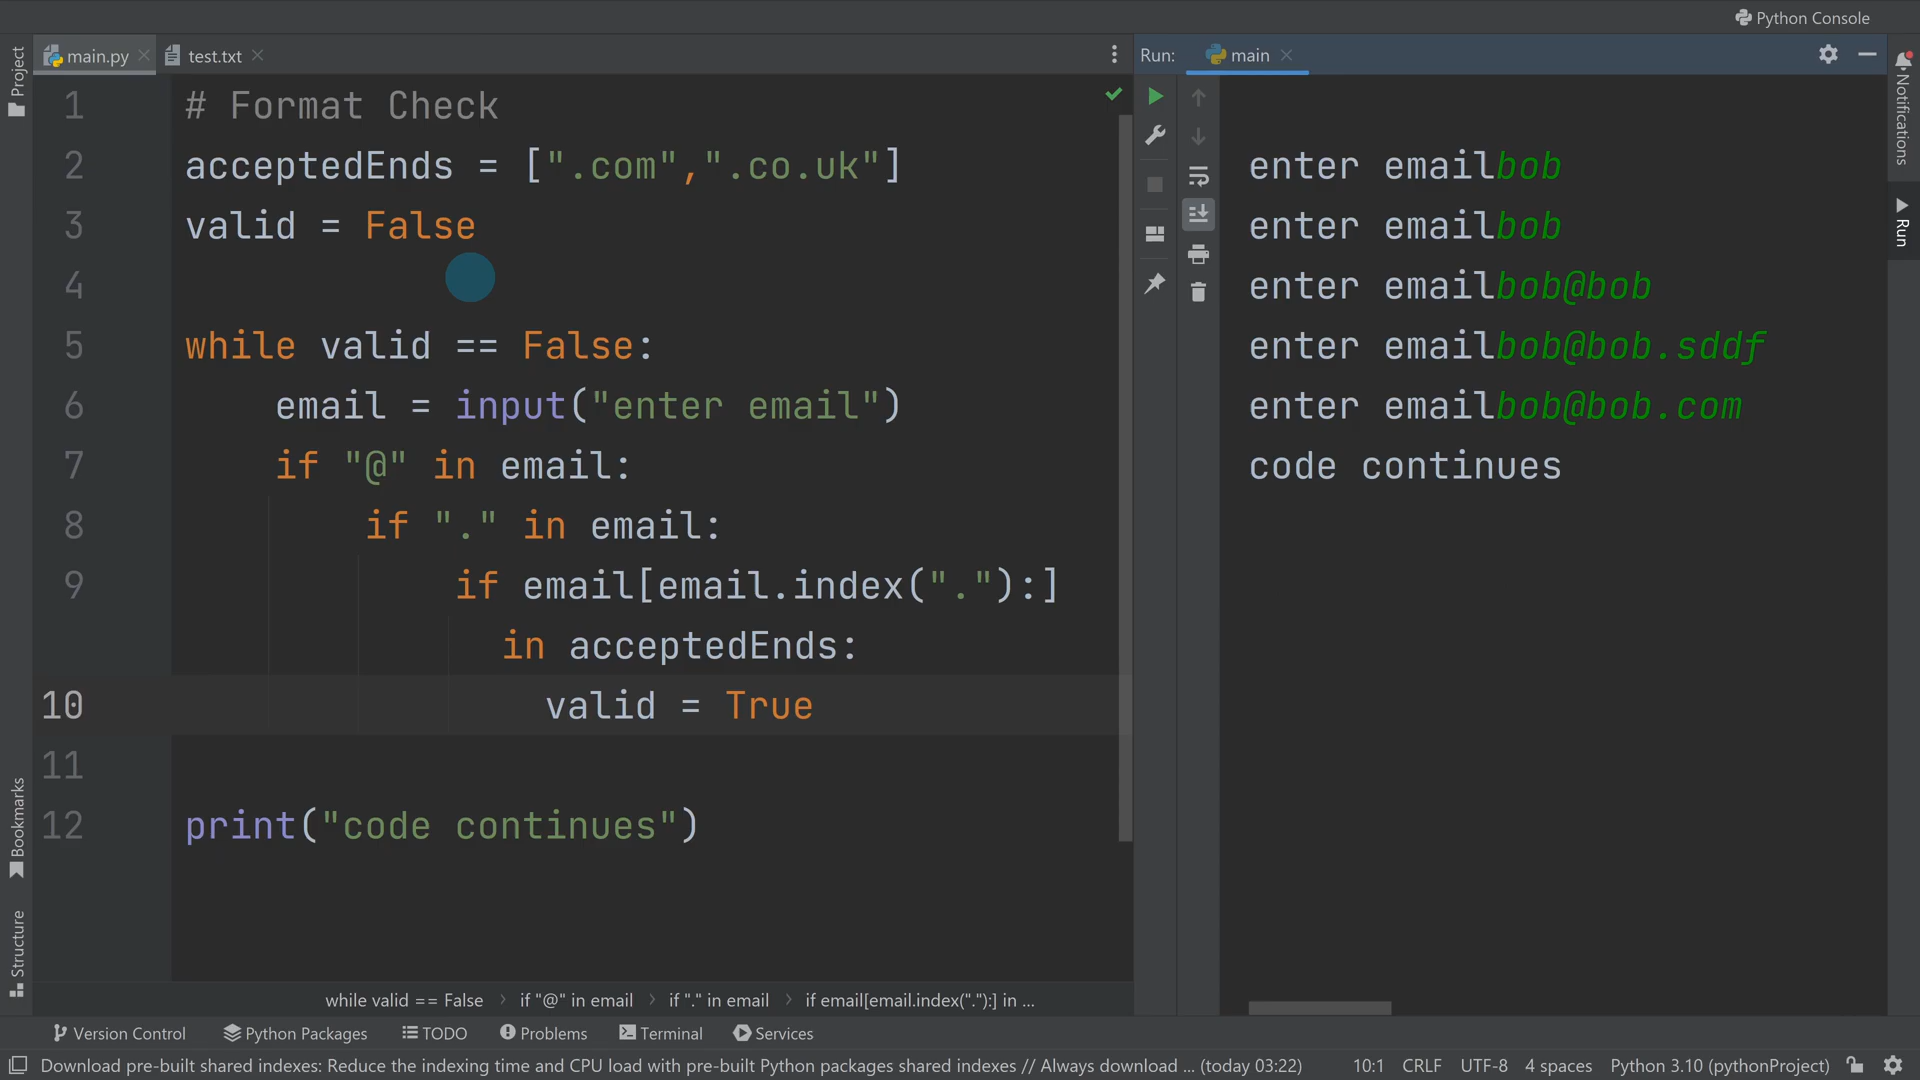 Python Console
Project
main.py
test.txt
Run:
main
Notifications
Run
1 # Format Check
2 acceptedEnds = [".com",".co.uk"]
3 valid = False
4
5 while valid == False:
6 email = input("enter email")
7 if "@" in email:
8 if "." in email:
9 if email[email.index("."):]
in acceptedEnds:
10 valid = True
11
12 print("code continues")
enter emailbob
enter emailbob
enter emailbob@bob
enter emailbob@bob.sddf
enter emailbob@bob.com
code continues
Bookmarks
Structure
while valid == False > if "@" in email > if "." in email > if email[email.index("."):] in ...
Version Control
Python Packages
TODO
Problems
Terminal
Services
Download pre-built shared indexes: Reduce the indexing time and CPU load with pre-built Python packages shared indexes // Always download ... (today 03:22)
10:1
CRLF
UTF-8
4 spaces
Python 3.10 (pythonProject)